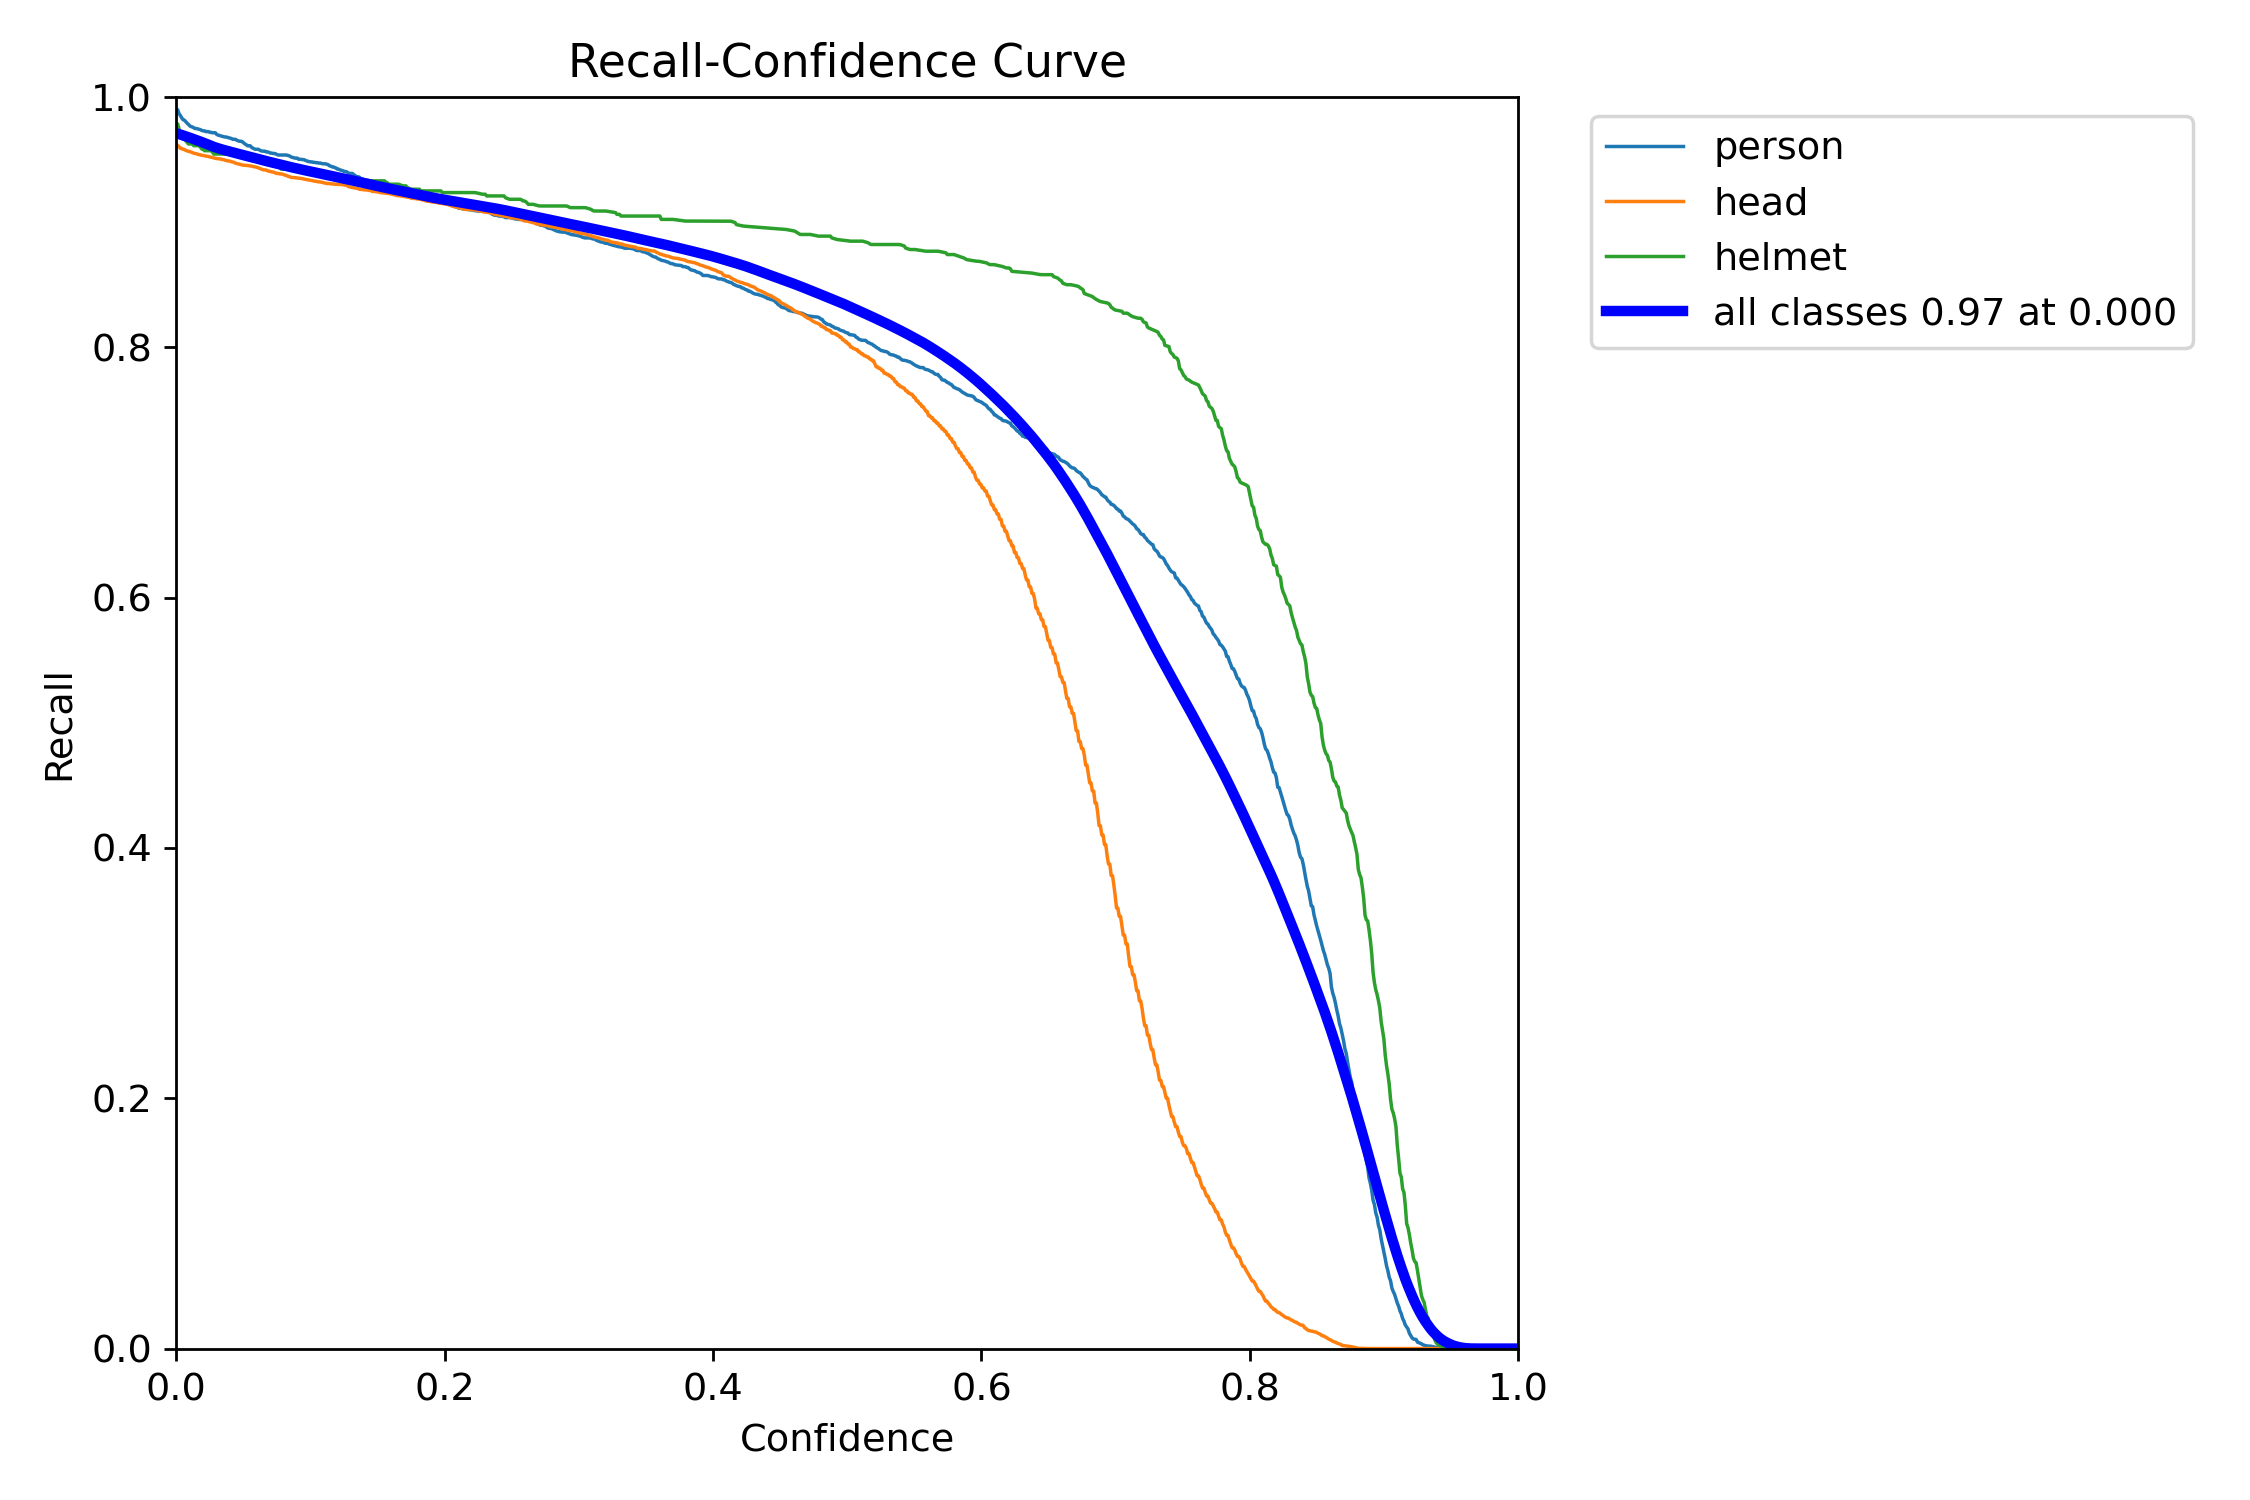 Recall-Confidence Curve
1.0
0.8
0.6
0.4
0.2
0.0
Recall
0.0 0.2 0.4 0.6 0.8 1.0
Confidence
person
head
helmet
all classes 0.97 at 0.000